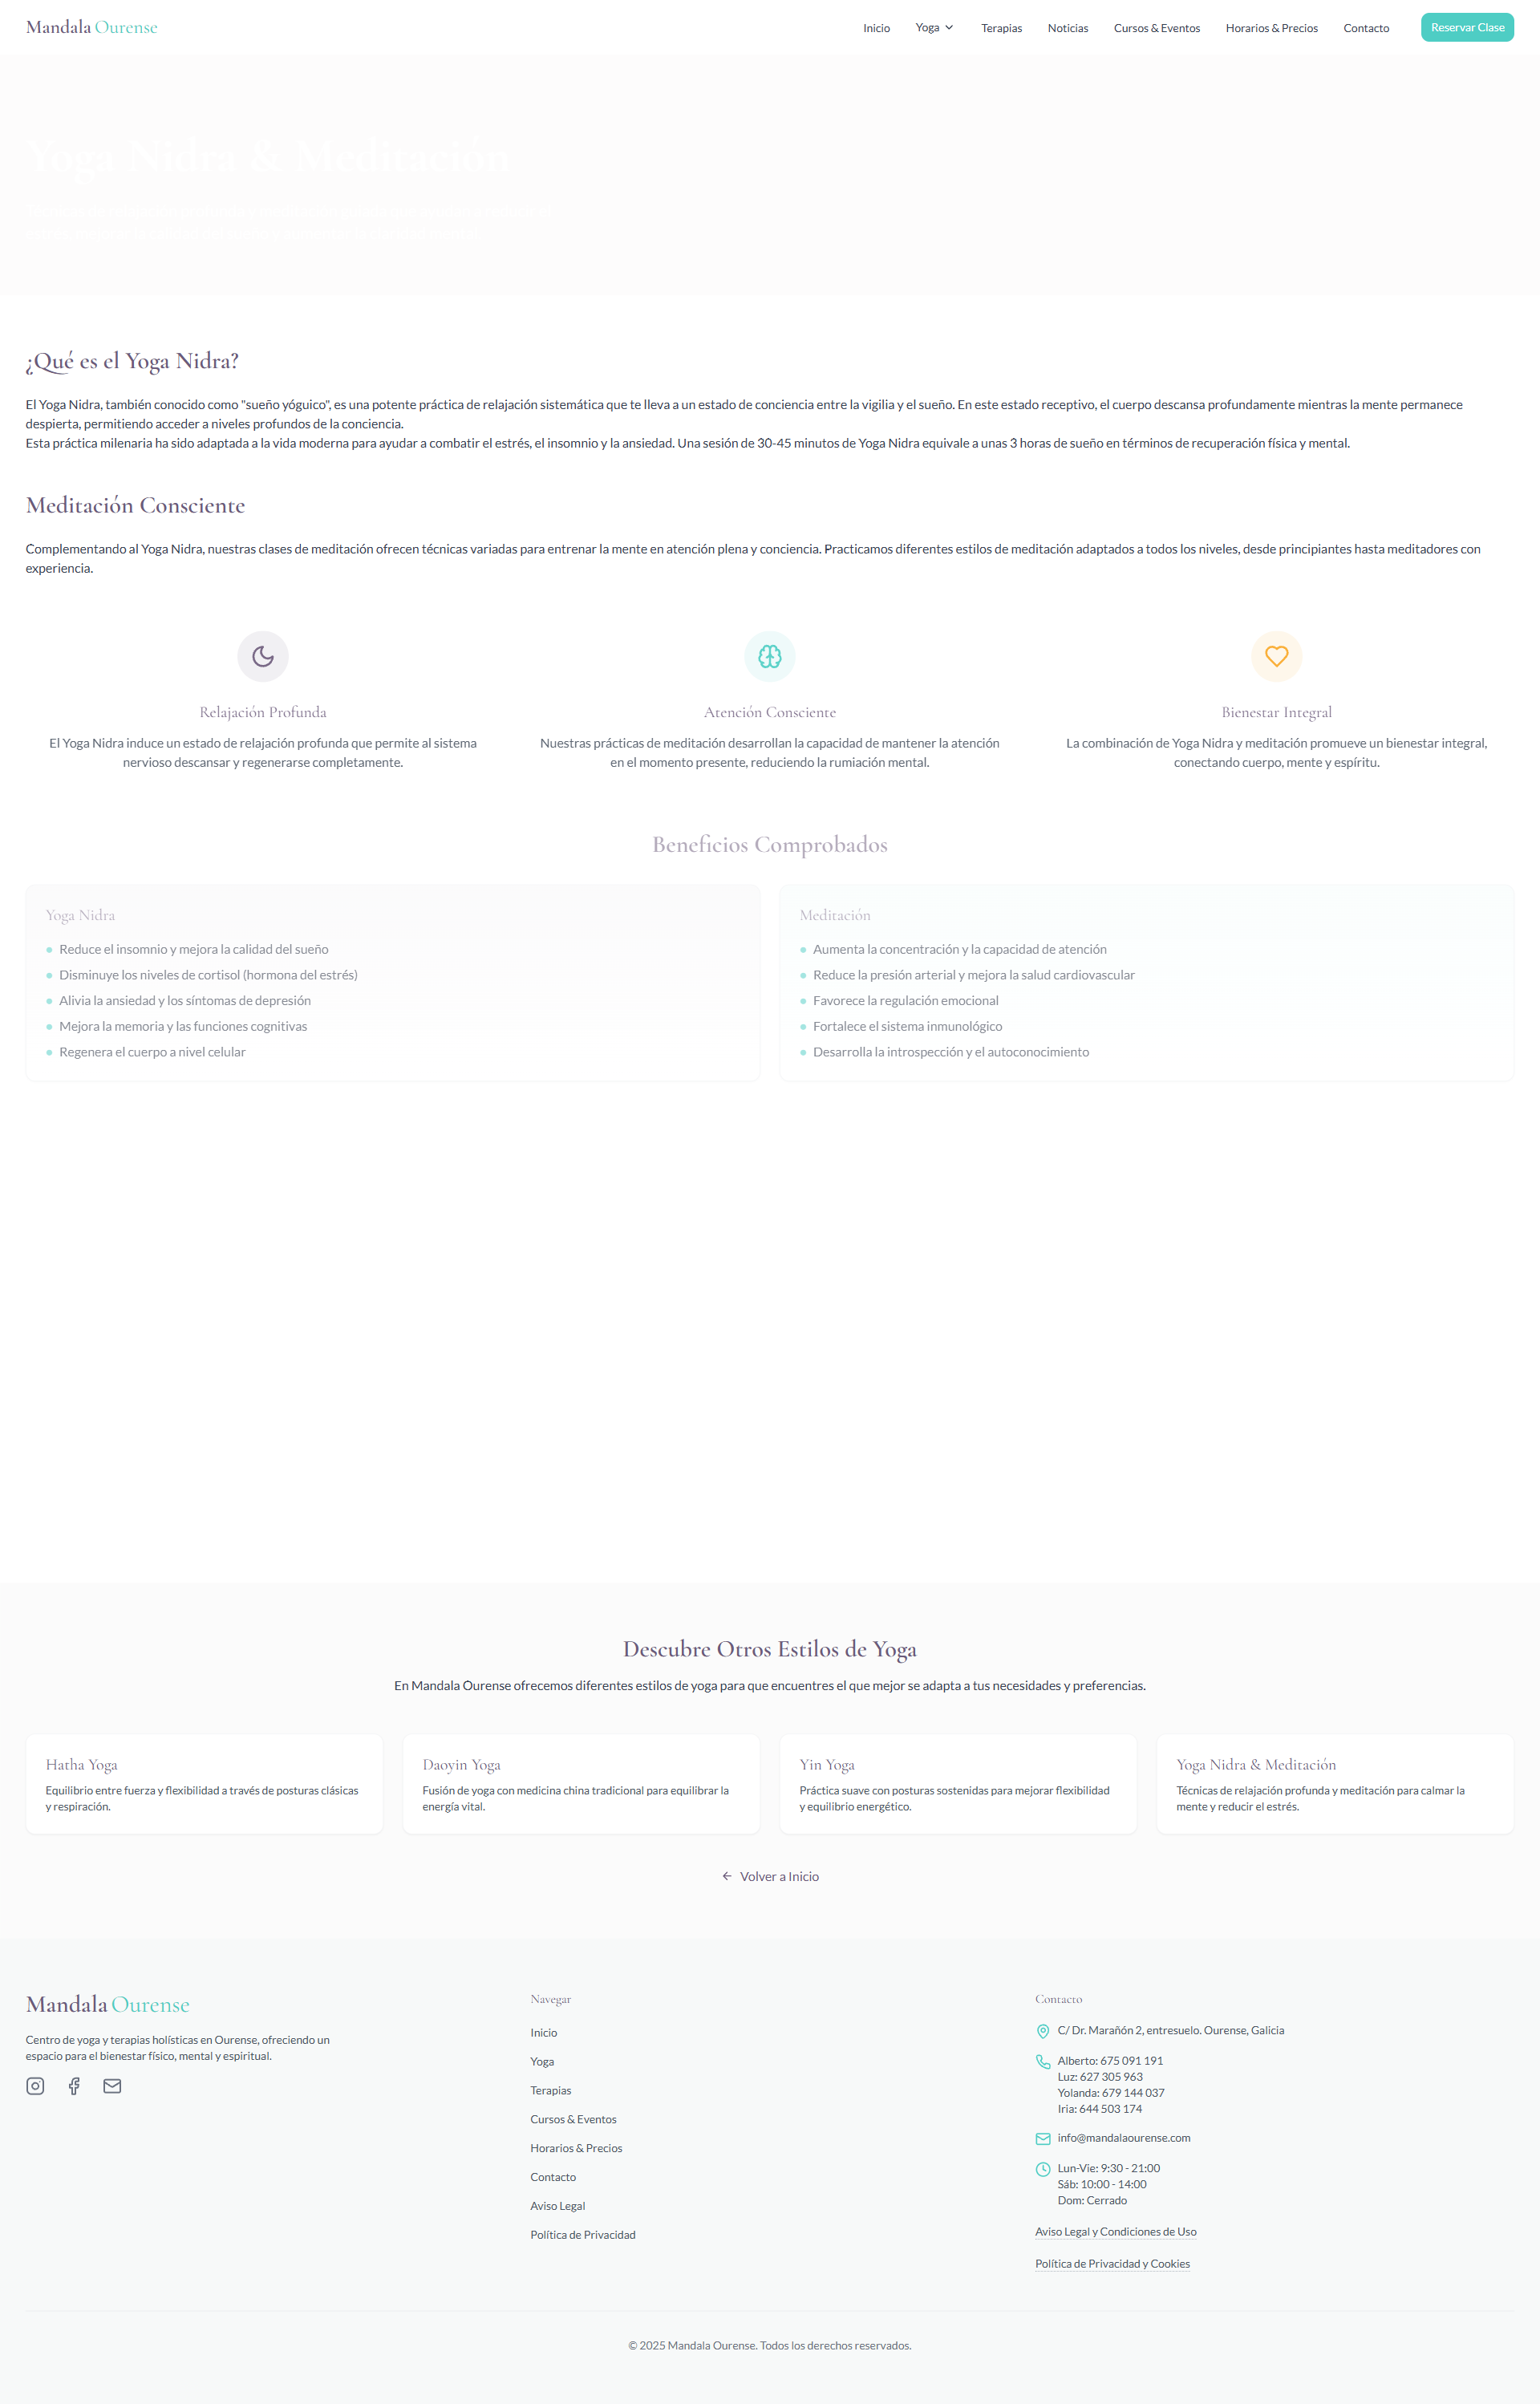 Mandala Ourense
Inicio
Yoga
Terapias
Noticias
Cursos & Eventos
Horarios & Precios
Contacto
Reservar Clase
Yoga Nidra & Meditación
¿Qué es el Yoga Nidra?
El Yoga Nidra, también conocido como "sueño yóguico", es una potente práctica de relajación sistemática que te lleva a un estado de conciencia entre la vigilia y el sueño. En este estado receptivo, el cuerpo descansa profundamente mientras la mente permanece
despierta, permitiendo acceder a niveles profundos de la conciencia.
Esta práctica milenaria ha sido adaptada a la vida moderna para ayudar a combatir el estrés, el insomnio y la ansiedad. Una sesión de 30-45 minutos de Yoga Nidra equivale a unas 3 horas de sueño en términos de recuperación física y mental.
Meditación Consciente
Complementando al Yoga Nidra, nuestras clases de meditación ofrecen técnicas variadas para entrenar la mente en atención plena y conciencia. Practicamos diferentes estilos de meditación adaptados a todos los niveles, desde principiantes hasta meditadores con
experiencia.
Relajación Profunda
El Yoga Nidra induce un estado de relajación profunda que permite al sistema
nervioso descansar y regenerarse completamente.
Atención Consciente
Nuestras prácticas de meditación desarrollan la capacidad de mantener la atención
en el momento presente, reduciendo la rumiación mental.
Bienestar Integral
La combinación de Yoga Nidra y meditación promueve un bienestar integral,
conectando cuerpo, mente y espíritu.
Beneficios Comprobados
Yoga Nidra
Reduce el insomnio y mejora la calidad del sueño
Disminuye los niveles de cortisol (hormona del estrés)
Alivia la ansiedad y los síntomas de depresión
Mejora la memoria y las funciones cognitivas
Regenera el cuerpo a nivel celular
Meditación
Aumenta la concentración y la capacidad de atención
Reduce la presión arterial y mejora la salud cardiovascular
Favorece la regulación emocional
Fortalece el sistema inmunológico
Desarrolla la introspección y el autoconocimiento
Descubre Otros Estilos de Yoga
En Mandala Ourense ofrecemos diferentes estilos de yoga para que encuentres el que mejor se adapta a tus necesidades y preferencias.
Hatha Yoga
Equilibrio entre fuerza y flexibilidad a través de posturas clásicas
y respiración.
Daoyin Yoga
Fusión de yoga con medicina china tradicional para equilibrar la
energía vital.
Yin Yoga
Práctica suave con posturas sostenidas para mejorar flexibilidad
y equilibrio energético.
Yoga Nidra & Meditación
Técnicas de relajación profunda y meditación para calmar la
mente y reducir el estrés.
Volver a Inicio
Mandala Ourense
Centro de yoga y terapias holísticas en Ourense, ofreciendo un
espacio para el bienestar físico, mental y espiritual.
Navegar
Inicio
Yoga
Terapias
Cursos & Eventos
Horarios & Precios
Contacto
Aviso Legal
Política de Privacidad
Contacto
C/ Dr. Marañón 2, entresuelo. Ourense, Galicia
Alberto: 675 091 191
Luz: 627 305 963
Yolanda: 679 144 037
Iria: 644 503 174
info@mandalaourense.com
Lun-Vie: 9:30 - 21:00
Sáb: 10:00 - 14:00
Dom: Cerrado
Aviso Legal y Condiciones de Uso
Política de Privacidad y Cookies
© 2025 Mandala Ourense. Todos los derechos reservados.